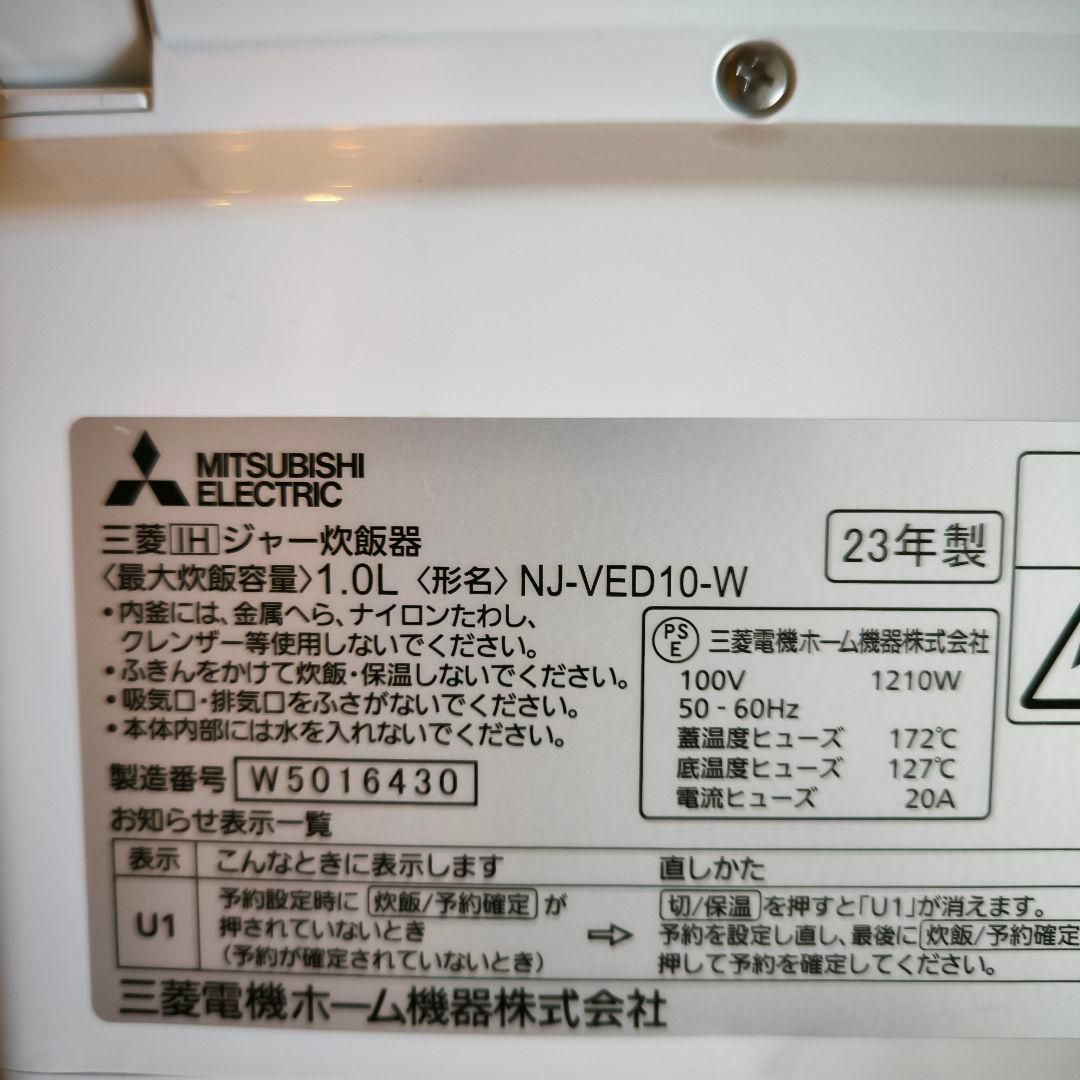 MITSUBISHI
ELECTRIC
三菱IHジャー炊飯器
23年製
〈最大炊飯容量〉1.0L 〈形名〉NJ-VED10-W
・内釜には、金属へら、ナイロンたわし、
クレンザー等使用しないでください。
・ふきんをかけて炊飯・保温しないでください。
・吸気口・排気口をふさがないでください。
・本体内部には水を入れないでください。
PS
E
三菱電機ホーム機器株式会社
100V 1210W
50 - 60Hz
蓋温度ヒューズ 172℃
底温度ヒューズ 127℃
電流ヒューズ 20A
製造番号 W5016430
お知らせ表示一覧
表示 こんなときに表示します 直しかた
U1
予約設定時に 炊飯/予約確定 が
押されていないとき
(予約が確定されていないとき)
⇨
切/保温 を押すと「U1」が消えます。
予約を設定し直し、最後に 炊飯/予約確定
押して予約を確定してください。
三菱電機ホーム機器株式会社